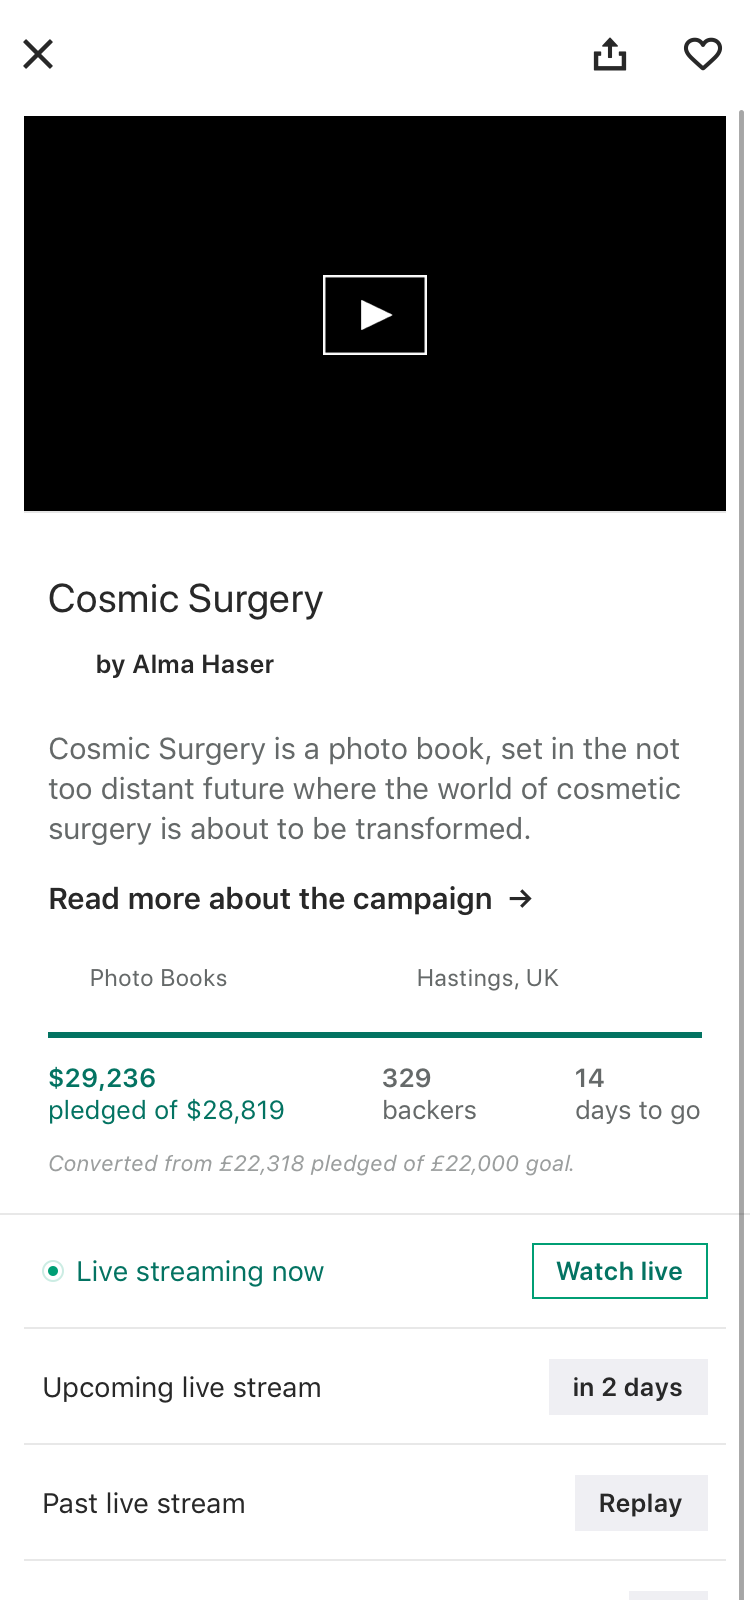 Cosmic Surgery
by Alma Haser
Cosmic Surgery is a photo book, set in the not
too distant future where the world of cosmetic
surgery is about to be transformed.
Read more about the campaign →
Photo Books
Hastings, UK
$29,236
pledged of $28,819
329
backers
14
days to go
Converted from £22,318 pledged of £22,000 goal.
Live streaming now
Watch live
Upcoming live stream
in 2 days
Past live stream
Replay